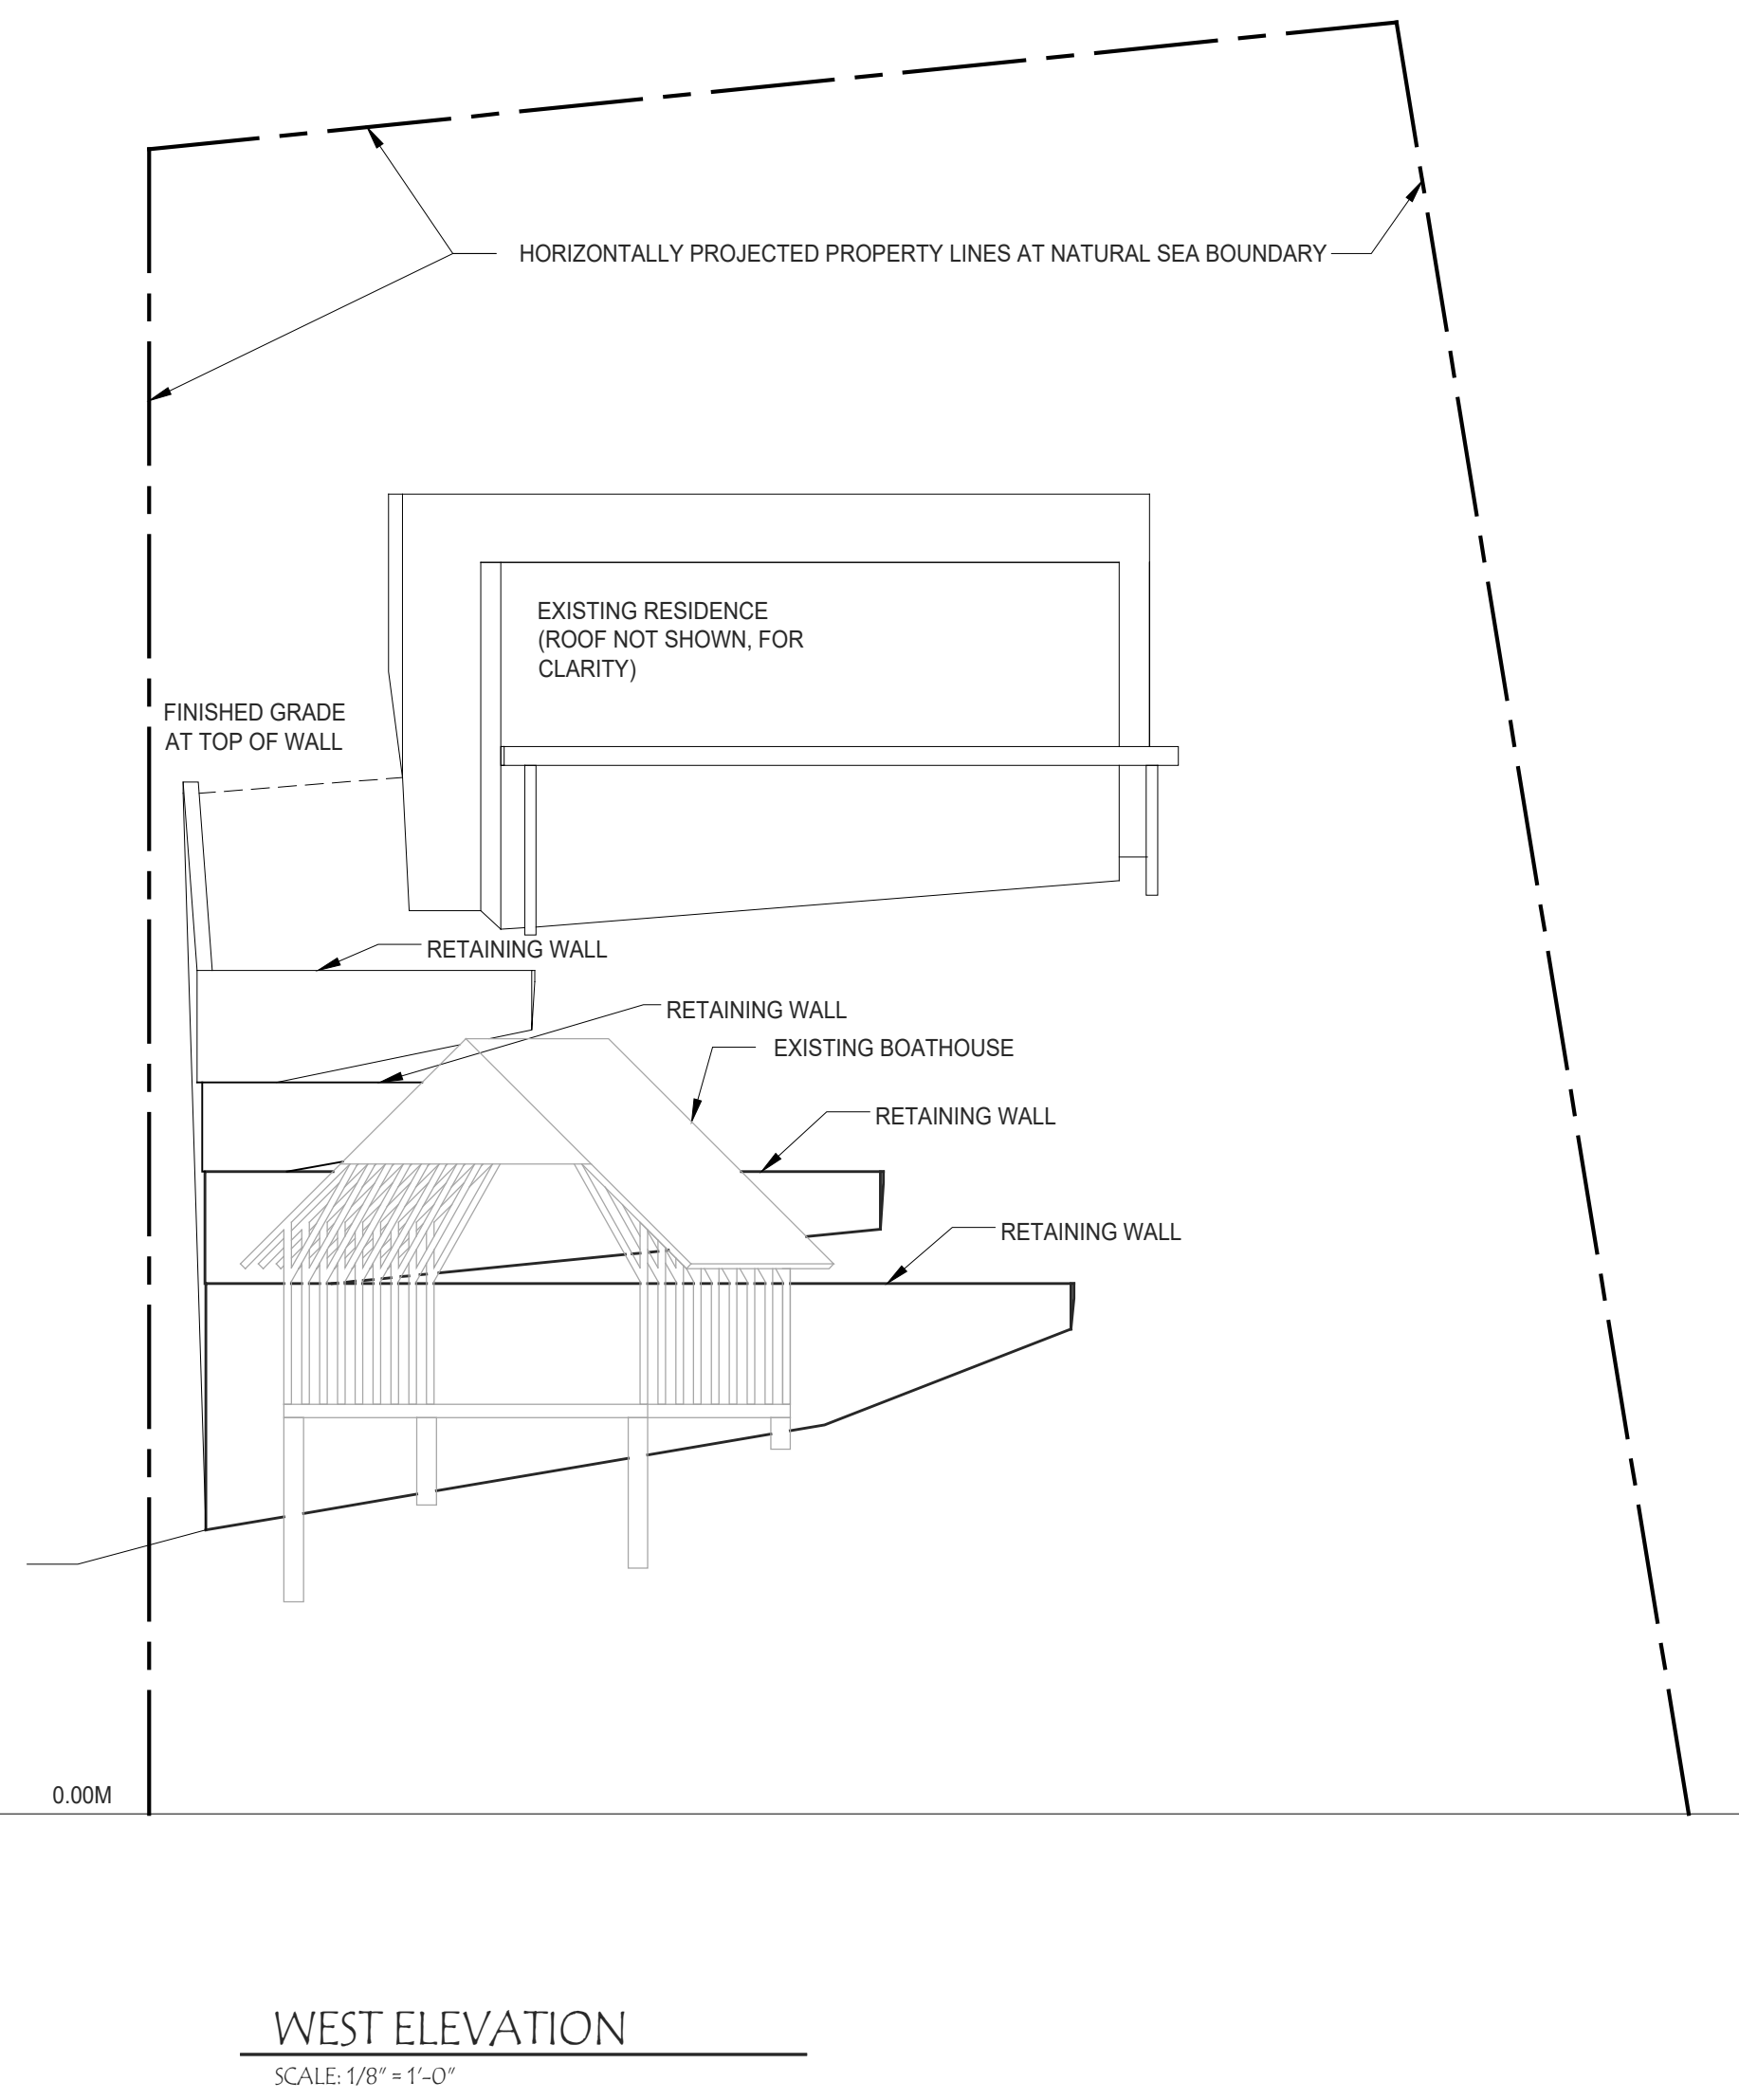 HORIZONTALLY PROJECTED PROPERTY LINES AT NATURAL SEA BOUNDARY
EXISTING RESIDENCE
(ROOF NOT SHOWN, FOR
CLARITY)
FINISHED GRADE
AT TOP OF WALL
RETAINING WALL
RETAINING WALL
EXISTING BOATHOUSE
RETAINING WALL
RETAINING WALL
0.00M
WEST ELEVATION
SCALE: 1/8" = 1'-0"